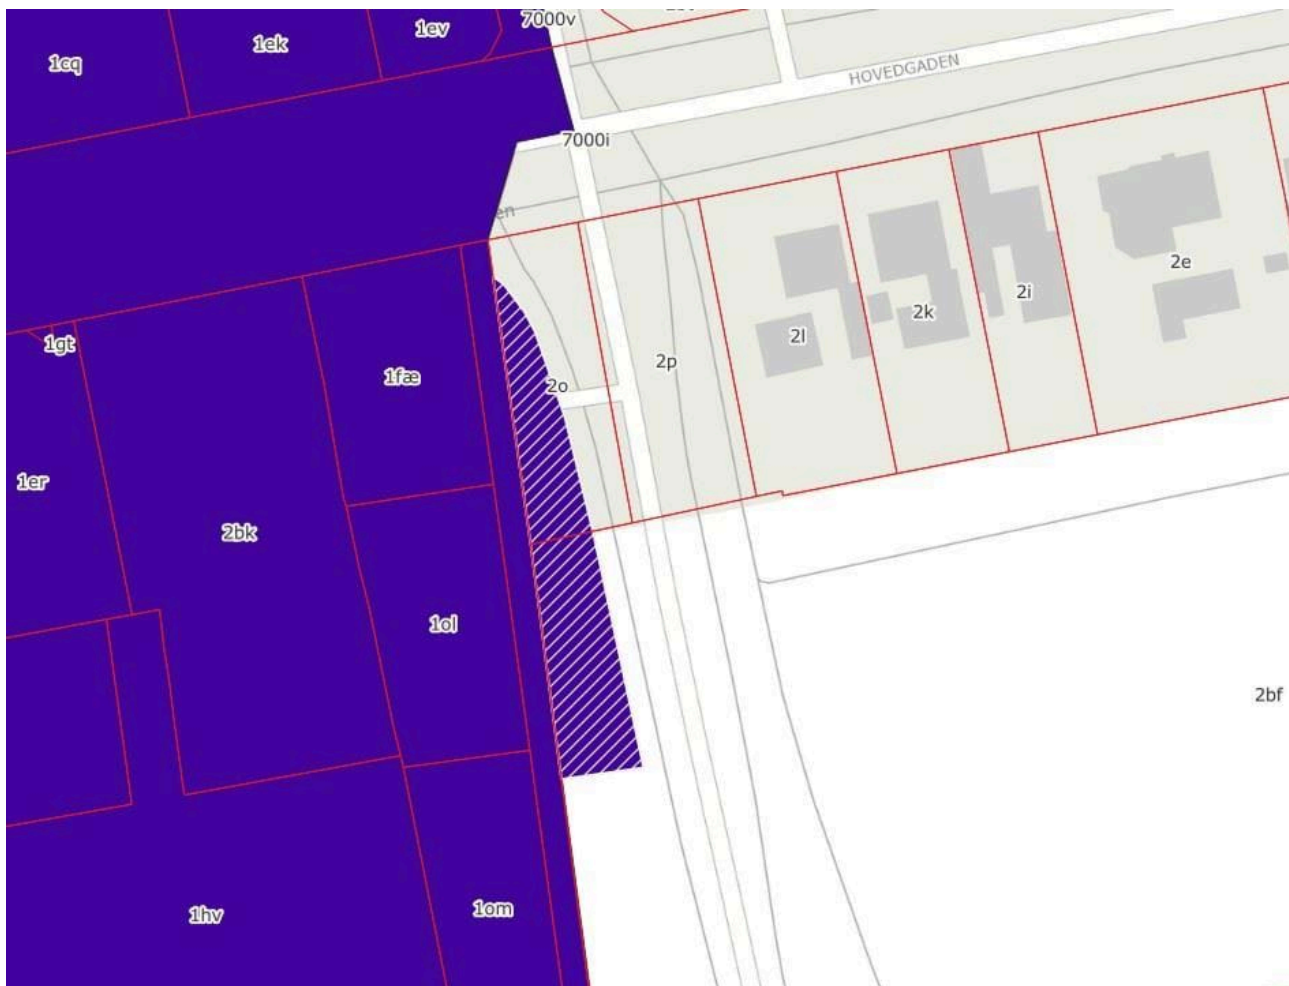 7000v
1ev
1ek
1cq
HOVEDGADEN
7000i
en
2e
2i
2k
2l
1gt
2p
1fæ
2o
1er
2bk
1ol
2bf
1hv
1om